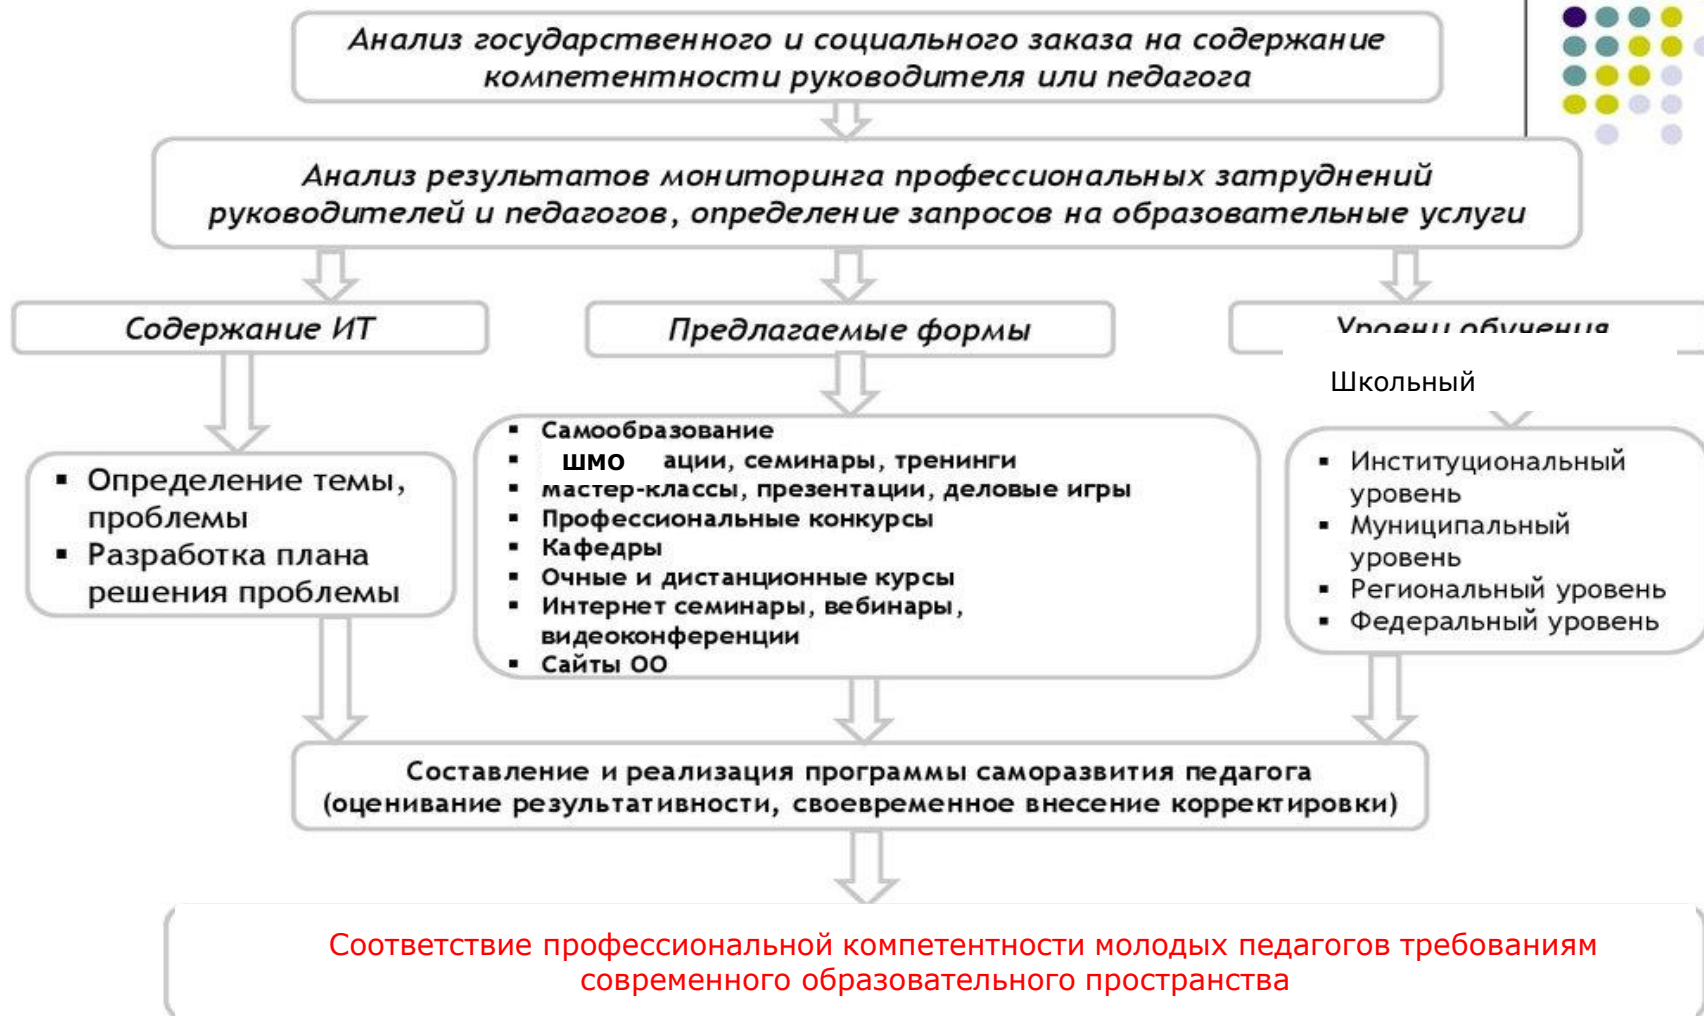 Анализ государственного и социального заказа на содержание
компетентности руководителя или педагога
Анализ результатов мониторинга профессиональных затруднений
руководителей и педагогов, определение запросов на образовательные услуги
Содержание ИТ
Определение темы,
проблемы
Разработка плана
решения проблемы
Предлагаемые формы
Самообразование
ШМО ации, семинары, тренинги
мастер-классы, презентации, деловые игры
Профессиональные конкурсы
Кафедры
Очные и дистанционные курсы
Интернет семинары, вебинары,
видеоконференции
Сайты ОО
Уровни обучения
Школьный
Институциональный
уровень
Муниципальный
уровень
Региональный уровень
Федеральный уровень
Составление и реализация программы саморазвития педагога
(оценивание результативности, своевременное внесение корректировки)
Соответствие профессиональной компетентности молодых педагогов требованиям
современного образовательного пространства